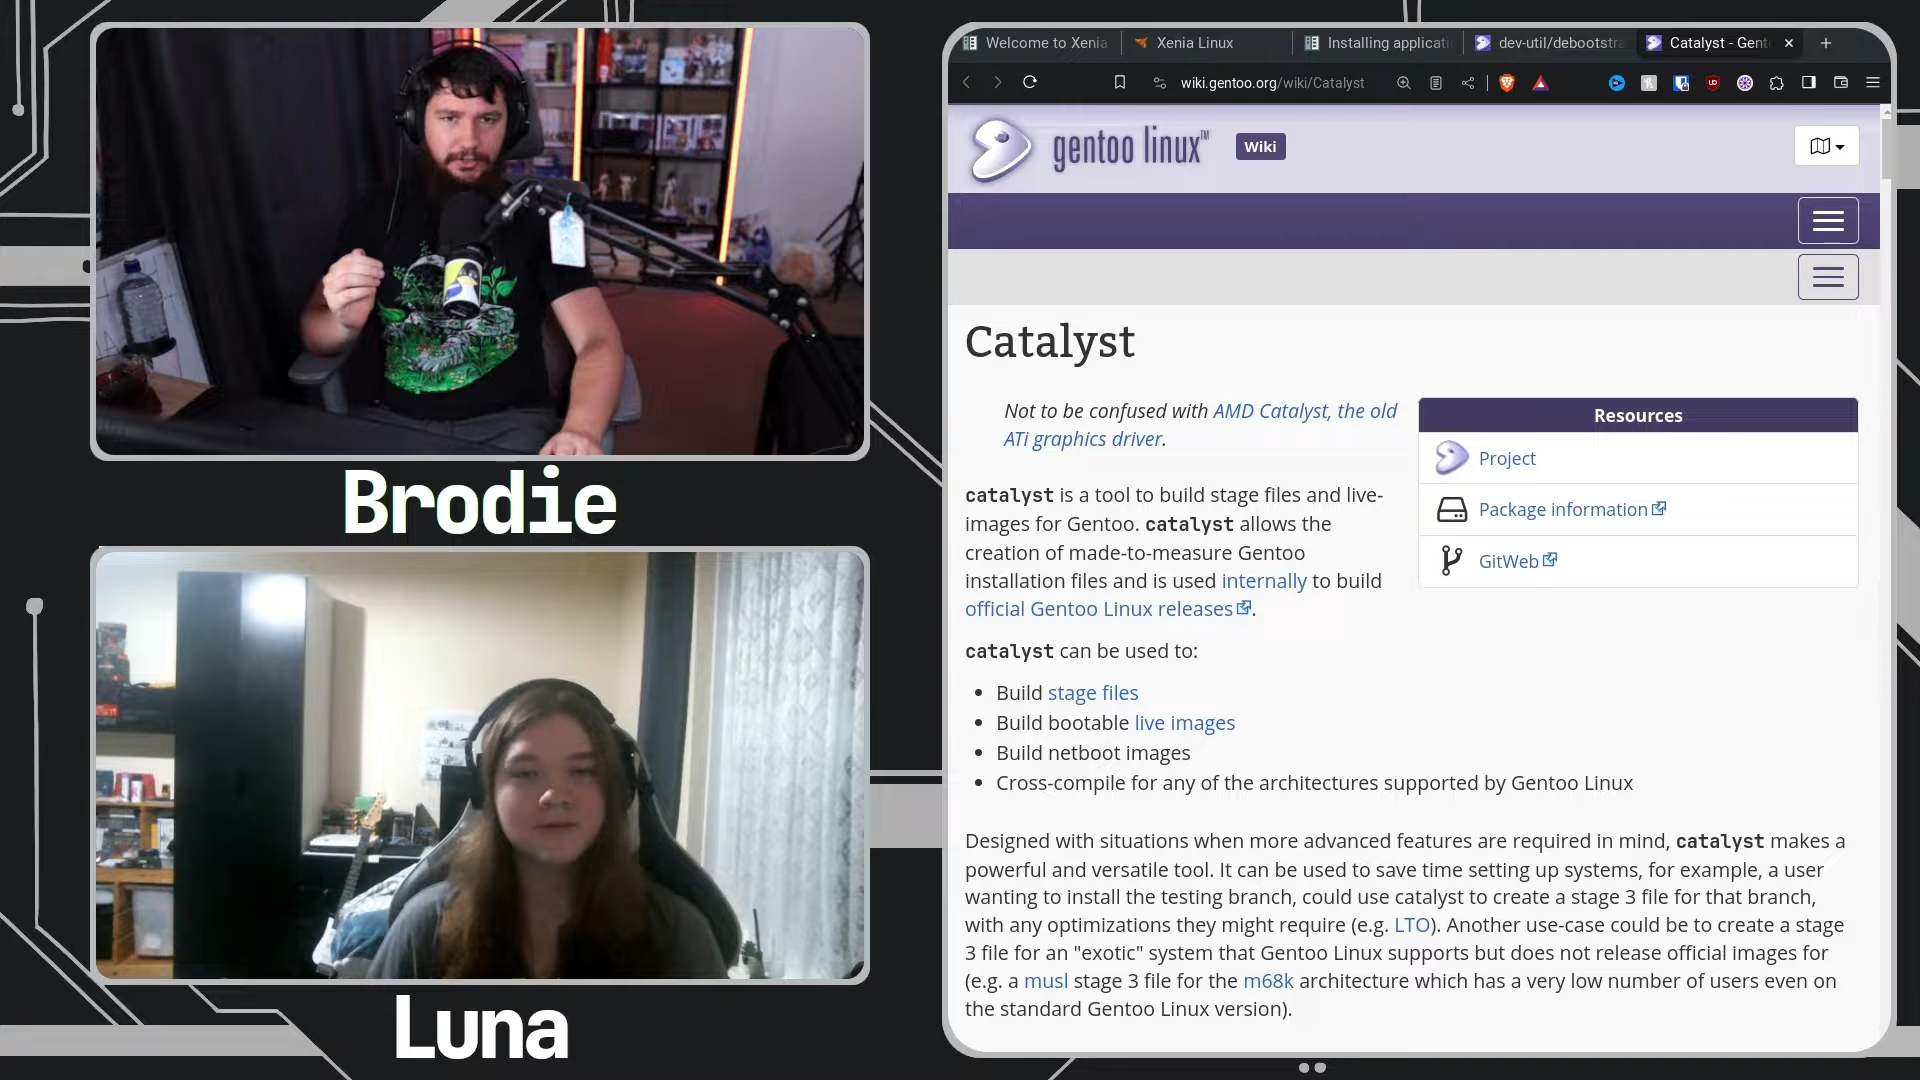 Brodie
Luna
Welcome to Xenia
Xenia Linux
Installing applicati
dev-util/debootstra
Catalyst - Gent
wiki.gentoo.org/wiki/Catalyst
gentoo linux™
Wiki
Catalyst
Not to be confused with AMD Catalyst, the old
ATi graphics driver.
Resources
Project
Package information
GitWeb
catalyst is a tool to build stage files and live-
images for Gentoo. catalyst allows the
creation of made-to-measure Gentoo
installation files and is used internally to build
official Gentoo Linux releases.
catalyst can be used to:
• Build stage files
• Build bootable live images
• Build netboot images
• Cross-compile for any of the architectures supported by Gentoo Linux
Designed with situations when more advanced features are required in mind, catalyst makes a
powerful and versatile tool. It can be used to save time setting up systems, for example, a user
wanting to install the testing branch, could use catalyst to create a stage 3 file for that branch,
with any optimizations they might require (e.g. LTO). Another use-case could be to create a stage
3 file for an "exotic" system that Gentoo Linux supports but does not release official images for
(e.g. a musl stage 3 file for the m68k architecture which has a very low number of users even on
the standard Gentoo Linux version).